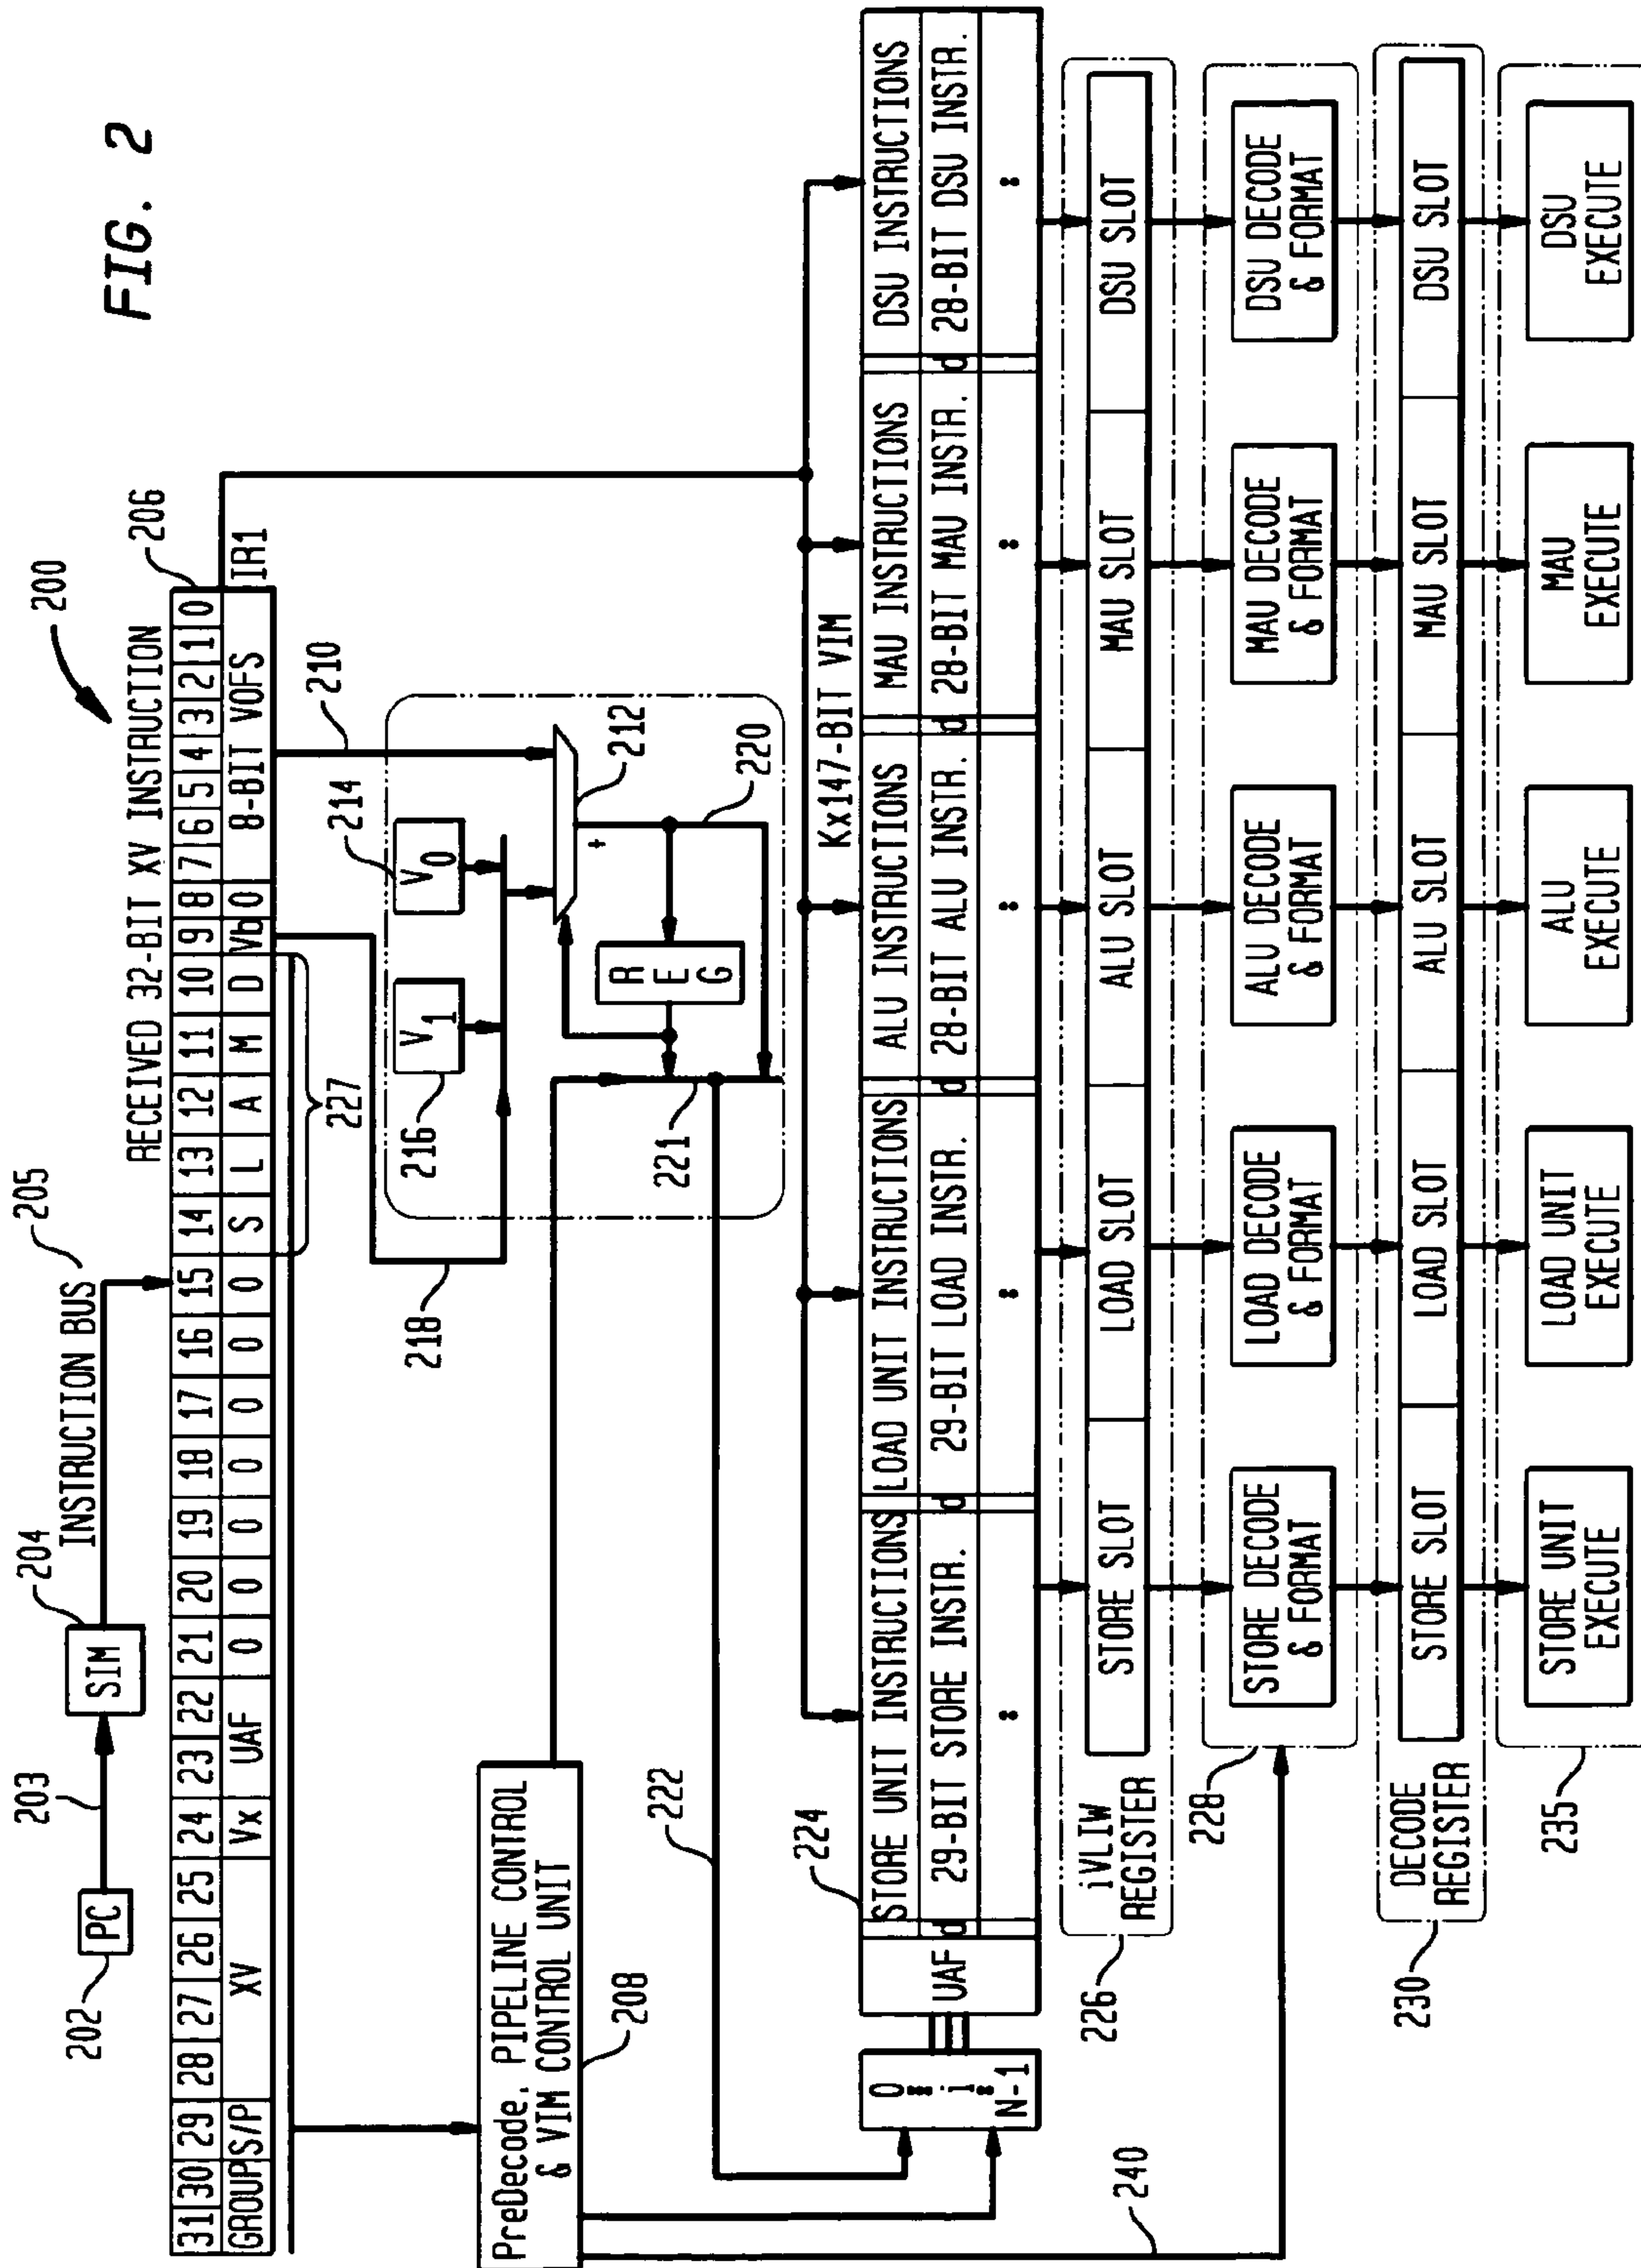 FIG. 2
200
202
PC
203
SIM
204
INSTRUCTION BUS
205
RECEIVED 32-BIT XV INSTRUCTION
206
31 30 29 28 27 26 25 24 23 22 21 20 19 18 17 16 15 14 13 12 11 10 9 8 7 6 5 4 3 2 1 0
GROUP S/P XV Vx UAF 0 0 0 0 0 0 0 S L A M D Vb 0 8-BIT VOFS
IR1
227
210
218
216
V1
214
V0
212
+
REG
220
221
PreDecode, PIPELINE CONTROL
& VIM CONTROL UNIT
208
222
224
Kx147-BIT VIM
0
i
N-1
UAF
d STORE UNIT INSTRUCTIONS d LOAD UNIT INSTRUCTIONS d ALU INSTRUCTIONS d MAU INSTRUCTIONS d DSU INSTRUCTIONS
29-BIT STORE INSTR. 29-BIT LOAD INSTR. 28-BIT ALU INSTR. 28-BIT MAU INSTR. 28-BIT DSU INSTR.
iVLIW
REGISTER
226
STORE SLOT LOAD SLOT ALU SLOT MAU SLOT DSU SLOT
228
STORE DECODE
& FORMAT
LOAD DECODE
& FORMAT
ALU DECODE
& FORMAT
MAU DECODE
& FORMAT
DSU DECODE
& FORMAT
240
DECODE
REGISTER
230
STORE SLOT LOAD SLOT ALU SLOT MAU SLOT DSU SLOT
235
STORE UNIT
EXECUTE
LOAD UNIT
EXECUTE
ALU
EXECUTE
MAU
EXECUTE
DSU
EXECUTE